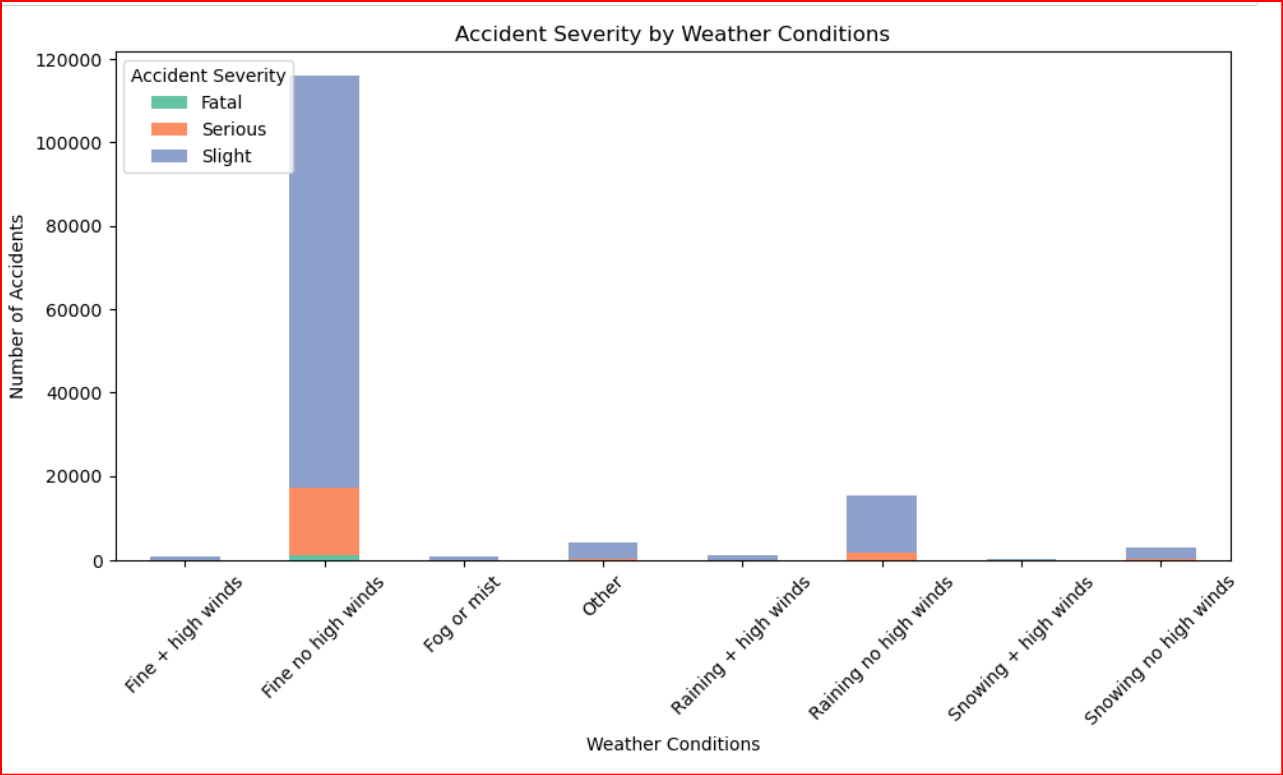 Accident Severity by Weather Conditions
120000
100000
80000
60000
40000
20000
0
Number of Accidents
Accident Severity
Fatal
Serious
Slight
Fine + high winds
Fine no high winds
Fog or mist
Other
Raining + high winds
Raining no high winds
Snowing + high winds
Snowing no high winds
Weather Conditions